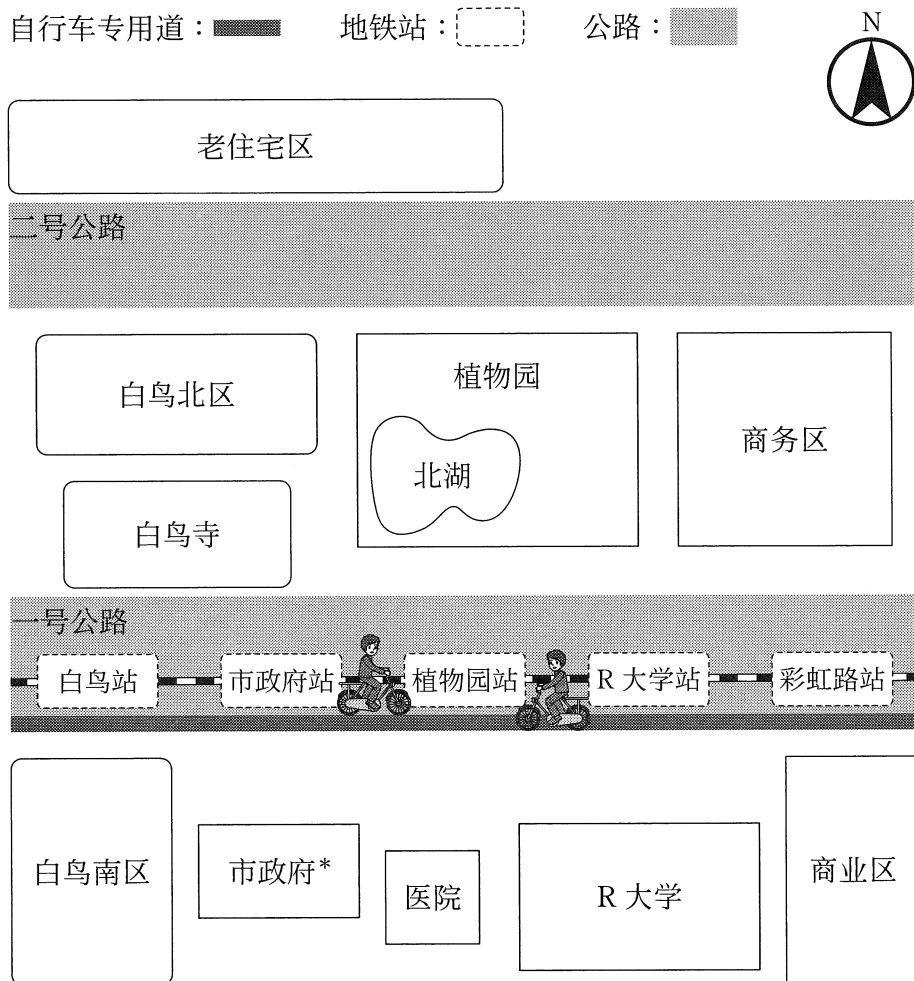 自行车专用道： 地铁站： 公路：
N
老住宅区
二号公路
白鸟北区
植物园
商务区
北湖
白鸟寺
一号公路
白鸟站 市政府站 植物园站 R 大学站 彩虹路站
白鸟南区
市政府*
医院
R 大学
商业区